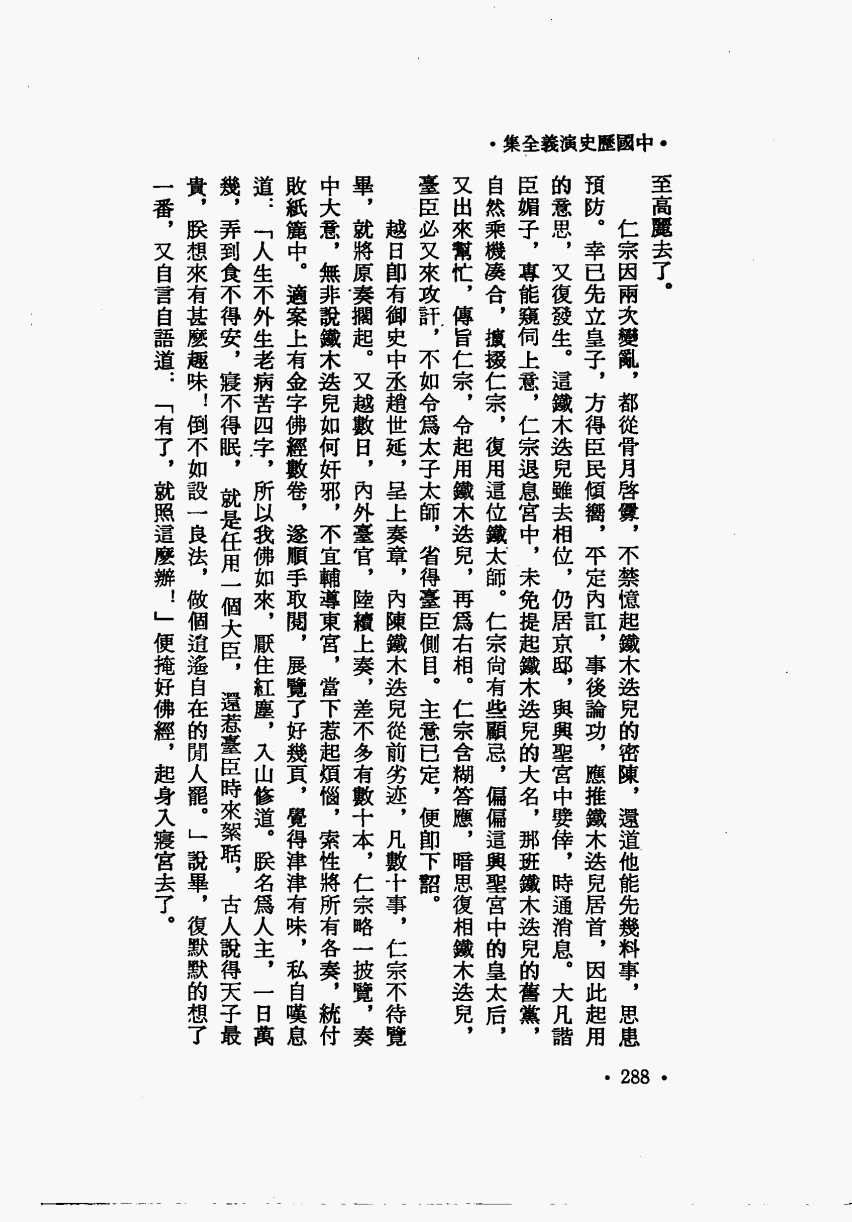 •中國歷史演義全集•
至高麗去了。
仁宗因兩次變亂，都從骨月啓釁，不禁憶起鐵木迭兒的密陳，還道他能先幾料事，思患
預防。幸已先立皇子，方得臣民傾嚮，平定內訌，事後論功，應推鐵木迭兒居首，因此起用
的意思，又復發生。這鐵木迭兒雖去相位，仍居京邸，與興聖宮中嬖倖，時通消息。大凡諧
臣媚子，專能窺伺上意，仁宗退息宮中，未免提起鐵木迭兒的大名，那班鐵木迭兒的舊黨，
自然乘機湊合，攛掇仁宗，復用這位鐵太師。仁宗尙有些顧忌，偏偏這興聖宮中的皇太后，
又出來幫忙，傳旨仁宗，令起用鐵木迭兒，再爲右相。仁宗含糊答應，暗思復相鐵木迭兒，
臺臣必又來攻訐，不如令爲太子太師，省得臺臣側目。主意已定，便卽下詔。
越日卽有御史中丞趙世延，呈上奏章，內陳鐵木迭兒從前劣迹，凡數十事，仁宗不待覽
畢，就將原奏擱起。又越數日，內外臺官，陸續上奏，差不多有數十本，仁宗略一披覽，奏
中大意，無非說鐵木迭兒如何奸邪，不宜輔導東宮，當下惹起煩惱，索性將所有各奏，統付
敗紙簏中。適案上有金字佛經數卷，遂順手取閱，展覽了好幾頁，覺得津津有味，私自嘆息
道：「人生不外生老病苦四字，所以我佛如來，厭住紅塵，入山修道。朕名爲人主，一日萬
幾，弄到食不得安，寢不得眠，就是任用一個大臣，還惹臺臣時來絮聒，古人說得天子最
貴，朕想來有甚麼趣味！倒不如設一良法，做個逍遙自在的閒人罷。」說畢，復默默的想了
一番，又自言自語道：「有了，就照這麼辦！」便掩好佛經，起身入寢宮去了。
•288•